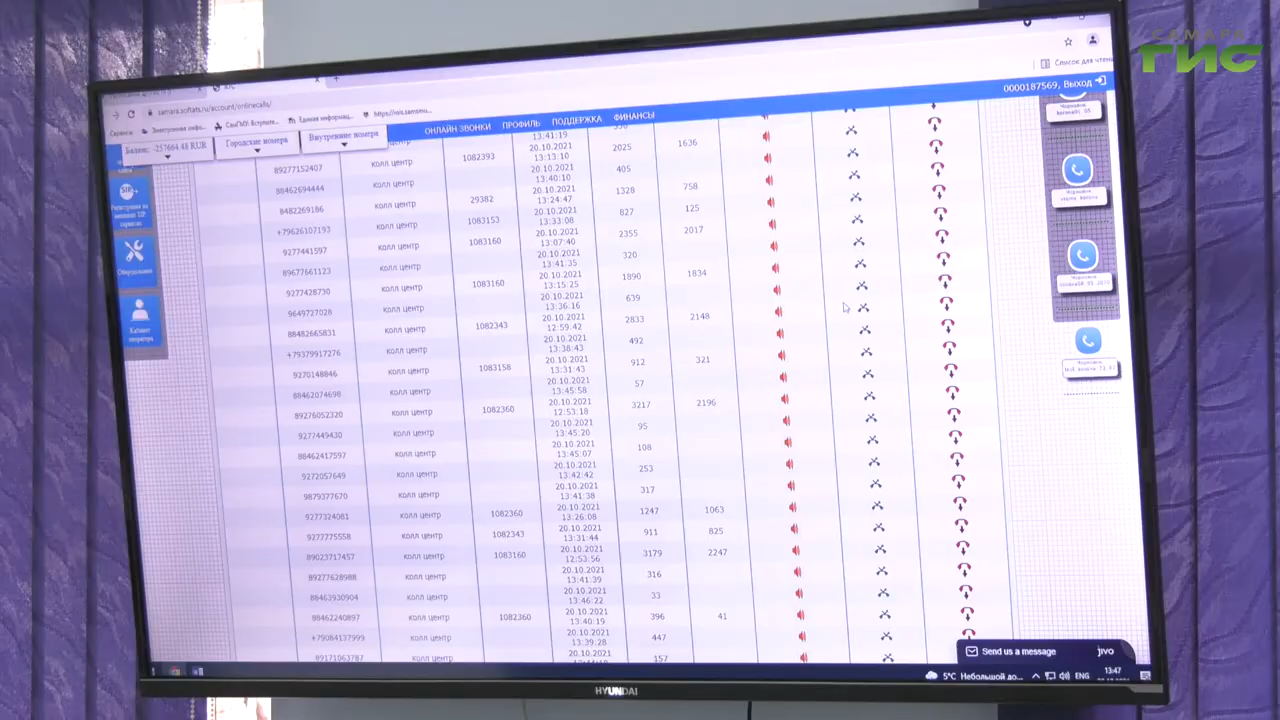 САМАРА
ГИС
Список для чтени
samara.softats.ru/account/onlinecalls/
0000187569, Выход
Баланс: -257664.48 RUR
Городские номера
Внутренние номера
ОНЛАЙН ЗВОНКИ ПРОФИЛЬ ПОДДЕРЖКА ФИНАНСЫ
13:41:19
89277152407 колл центр 1082393 20.10.2021 13:13:10 2025 1636
88462694444 колл центр 20.10.2021 13:40:10 405
8482269186 колл центр 29382 20.10.2021 13:24:47 1328 758
+79626107193 колл центр 1083153 20.10.2021 13:33:08 827 125
9277441597 колл центр 1083160 20.10.2021 13:07:40 2355 2017
89677661123 колл центр 20.10.2021 13:41:35 320
9277428730 колл центр 1083160 20.10.2021 13:15:25 1890 1834
9649727028 колл центр 20.10.2021 13:36:16 639
88482665831 колл центр 1082343 20.10.2021 12:59:42 2833 2148
+79379917276 колл центр 20.10.2021 13:38:43 492
9270148846 колл центр 1083158 20.10.2021 13:31:43 912 321
88462074698 колл центр 20.10.2021 13:45:58 57
89276052320 колл центр 1082360 20.10.2021 12:53:18 3217 2196
9277449430 колл центр 20.10.2021 13:45:20 95
88462417597 колл центр 20.10.2021 13:45:07 108
9272057649 колл центр 20.10.2021 13:42:42 253
9879377670 колл центр 20.10.2021 13:41:38 317
9277324081 колл центр 1082360 20.10.2021 13:26:08 1247 1063
9277775558 колл центр 1082343 20.10.2021 13:31:44 911 825
89023717457 колл центр 1083160 20.10.2021 12:53:56 3179 2247
89277628988 колл центр 20.10.2021 13:41:39 316
88463930904 колл центр 20.10.2021 13:46:22 33
88462240897 колл центр 1082360 20.10.2021 13:40:19 396 41
+79084137999 колл центр 20.10.2021 13:39:28 447
89171063787 колл центр 20.10.2021 157
Оборудование
Кабинет
оператора
Send us a message jivo
5°C Небольшой до... ENG 13:47
HYUNDAI